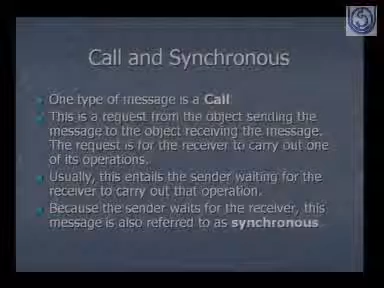 Call and Synchronous
One type of message is a Call
This is a request from the object sending the
message to the object receiving the message.
The request is for the receiver to carry out one
of its operations.
Usually, this entails the sender waiting for the
receiver to carry out that operation.
Because the sender waits for the receiver, this
message is also referred to as synchronous